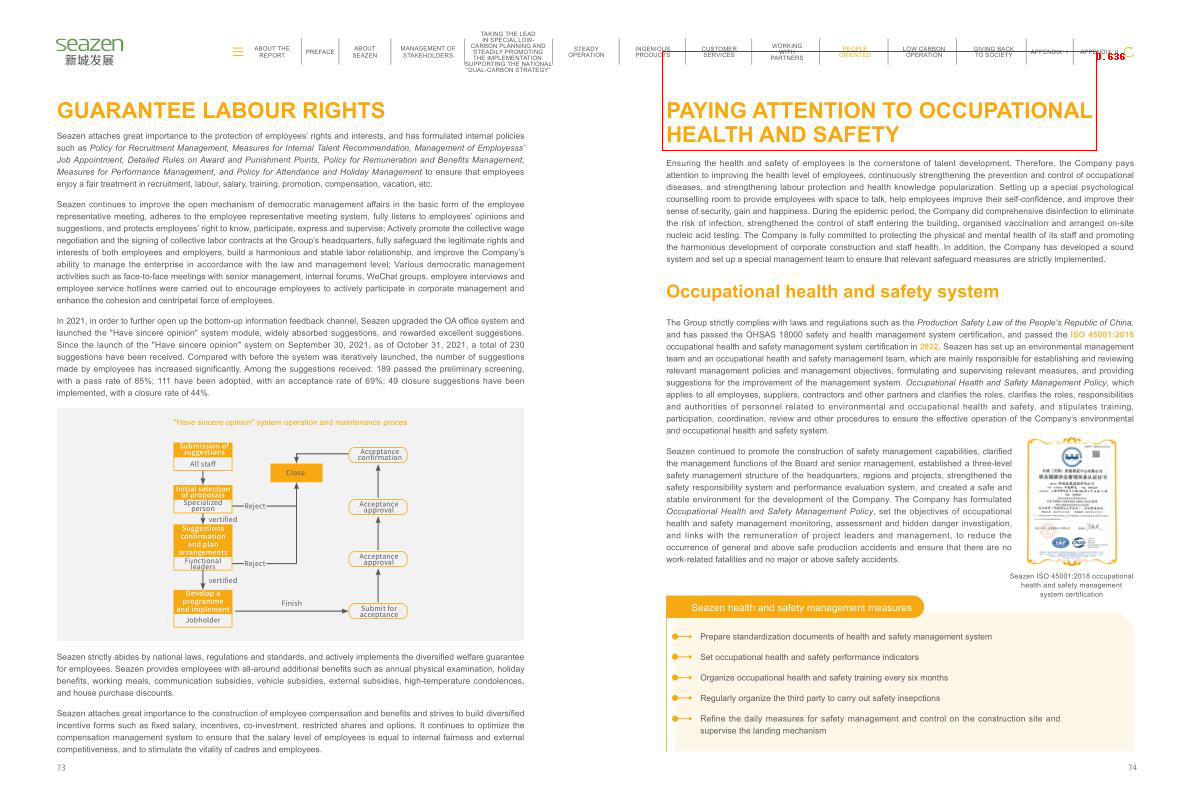 seazen
新城发展
ABOUT THE
REPORT
PREFACE
ABOUT
SEAZEN
MANAGEMENT OF
STAKEHOLDERS
TAKING THE LEAD
IN SPECIAL LOW-
CARBON PLANNING AND
STEADILY PROMOTING
THE IMPLEMENTATION:
SUPPORTING THE NATIONAL
"DUAL-CARBON STRATEGY"
STEADY
OPERATION
INGENIOUS
PRODUCTS
CUSTOMER
SERVICES
WORKING
WITH
PARTNERS
PEOPLE
ORIENTED
LOW CARBON
OPERATION
GIVING BACK
TO SOCIETY
APPENDIX I
APPENDIX II
0.636
GUARANTEE LABOUR RIGHTS
Seazen attaches great importance to the protection of employees' rights and interests, and has formulated internal policies
such as Policy for Recruitment Management, Measures for Internal Talent Recommendation, Management of Employesss'
Job Appointment, Detailed Rules on Award and Punishment Points, Policy for Remuneration and Benefits Management,
Measures for Performance Management, and Policy for Attendance and Holiday Management to ensure that employees
enjoy a fair treatment in recruitment, labour, salary, training, promotion, compensation, vacation, etc.
Seazen continues to improve the open mechanism of democratic management affairs in the basic form of the employee
representative meeting, adheres to the employee representative meeting system, fully listens to employees' opinions and
suggestions, and protects employees' right to know, participate, express and supervise; Actively promote the collective wage
negotiation and the signing of collective labor contracts at the Group's headquarters, fully safeguard the legitimate rights and
interests of both employees and employers, build a harmonious and stable labor relationship, and improve the Company's
ability to manage the enterprise in accordance with the law and management level; Various democratic management
activities such as face-to-face meetings with senior management, internal forums, WeChat groups, employee interviews and
employee service hotlines were carried out to encourage employees to actively participate in corporate management and
enhance the cohesion and centripetal force of employees.
In 2021, in order to further open up the bottom-up information feedback channel, Seazen upgraded the OA office system and
launched the "Have sincere opinion" system module, widely absorbed suggestions, and rewarded excellent suggestions.
Since the launch of the "Have sincere opinion" system on September 30, 2021, as of October 31, 2021, a total of 230
suggestions have been received. Compared with before the system was iteratively launched, the number of suggestions
made by employees has increased significantly. Among the suggestions received: 189 passed the preliminary screening,
with a pass rate of 85%; 111 have been adopted, with an acceptance rate of 69%; 49 closure suggestions have been
implemented, with a closure rate of 44%.
"Have sincere opinion" system operation and maintenance proces
Submission of
suggestions
All staff
Initial selection
of proposals
Specialized
person
vertified
Suggestions
confirmation
and plan
arrangements
Functional
leaders
vertified
Develop a
programme
and implement
Jobholder
Reject
Reject
Close
Finish
Acceptance
confirmation
Acceptance
approval
Acceptance
approval
Submit for
acceptance
Seazen strictly abides by national laws, regulations and standards, and actively implements the diversified welfare guarantee
for employees. Seazen provides employees with all-around additional benefits such as annual physical examination, holiday
benefits, working meals, communication subsidies, vehicle subsidies, external subsidies, high-temperature condolences,
and house purchase discounts.
Seazen attaches great importance to the construction of employee compensation and benefits and strives to build diversified
incentive forms such as fixed salary, incentives, co-investment, restricted shares and options. It continues to optimize the
compensation management system to ensure that the salary level of employees is equal to internal fairness and external
competitiveness, and to stimulate the vitality of cadres and employees.
73
PAYING ATTENTION TO OCCUPATIONAL
HEALTH AND SAFETY
Ensuring the health and safety of employees is the cornerstone of talent development. Therefore, the Company pays
attention to improving the health level of employees, continuously strengthening the prevention and control of occupational
diseases, and strengthening labour protection and health knowledge popularization. Setting up a special psychological
counselling room to provide employees with space to talk, help employees improve their self-confidence, and improve their
sense of security, gain and happiness. During the epidemic period, the Company did comprehensive disinfection to eliminate
the risk of infection, strengthened the control of staff entering the building, organised vaccination and arranged on-site
nucleic acid testing. The Company is fully committed to protecting the physical and mental health of its staff and promoting
the harmonious development of corporate construction and staff health. In addition, the Company has developed a sound
system and set up a special management team to ensure that relevant safeguard measures are strictly implemented.
Occupational health and safety system
The Group strictly complies with laws and regulations such as the Production Safety Law of the People's Republic of China,
and has passed the OHSAS 18000 safety and health management system certification, and passed the ISO 45001:2018
occupational health and safety management system certification in 2022. Seazen has set up an environmental management
team and an occupational health and safety management team, which are mainly responsible for establishing and reviewing
relevant management policies and management objectives, formulating and supervising relevant measures, and providing
suggestions for the improvement of the management system. Occupational Health and Safety Management Policy, which
applies to all employees, suppliers, contractors and other partners and clarifies the roles, clarifies the roles, responsibilities
and authorities of personnel related to environmental and occupational health and safety, and stipulates training,
participation, coordination, review and other procedures to ensure the effective operation of the Company's environmental
and occupational health and safety system.
Seazen continued to promote the construction of safety management capabilities, clarified
the management functions of the Board and senior management, established a three-level
safety management structure of the headquarters, regions and projects, strengthened the
safety responsibility system and performance evaluation system, and created a safe and
stable environment for the development of the Company. The Company has formulated
Occupational Health and Safety Management Policy, set the objectives of occupational
health and safety management monitoring, assessment and hidden danger investigation,
and links with the remuneration of project leaders and management, to reduce the
occurrence of general and above safe production accidents and ensure that there are no
work-related fatalities and no major or above safety accidents.
Seazen ISO 45001:2018 occupational
health and safety management
system certification
Seazen health and safety management measures
Prepare standardization documents of health and safety management system
Set occupational health and safety performance indicators
Organize occupational health and safety training every six months
Regularly organize the third party to carry out safety insepctions
Refine the daily measures for safety management and control on the construction site and
supervise the landing mechanism
74